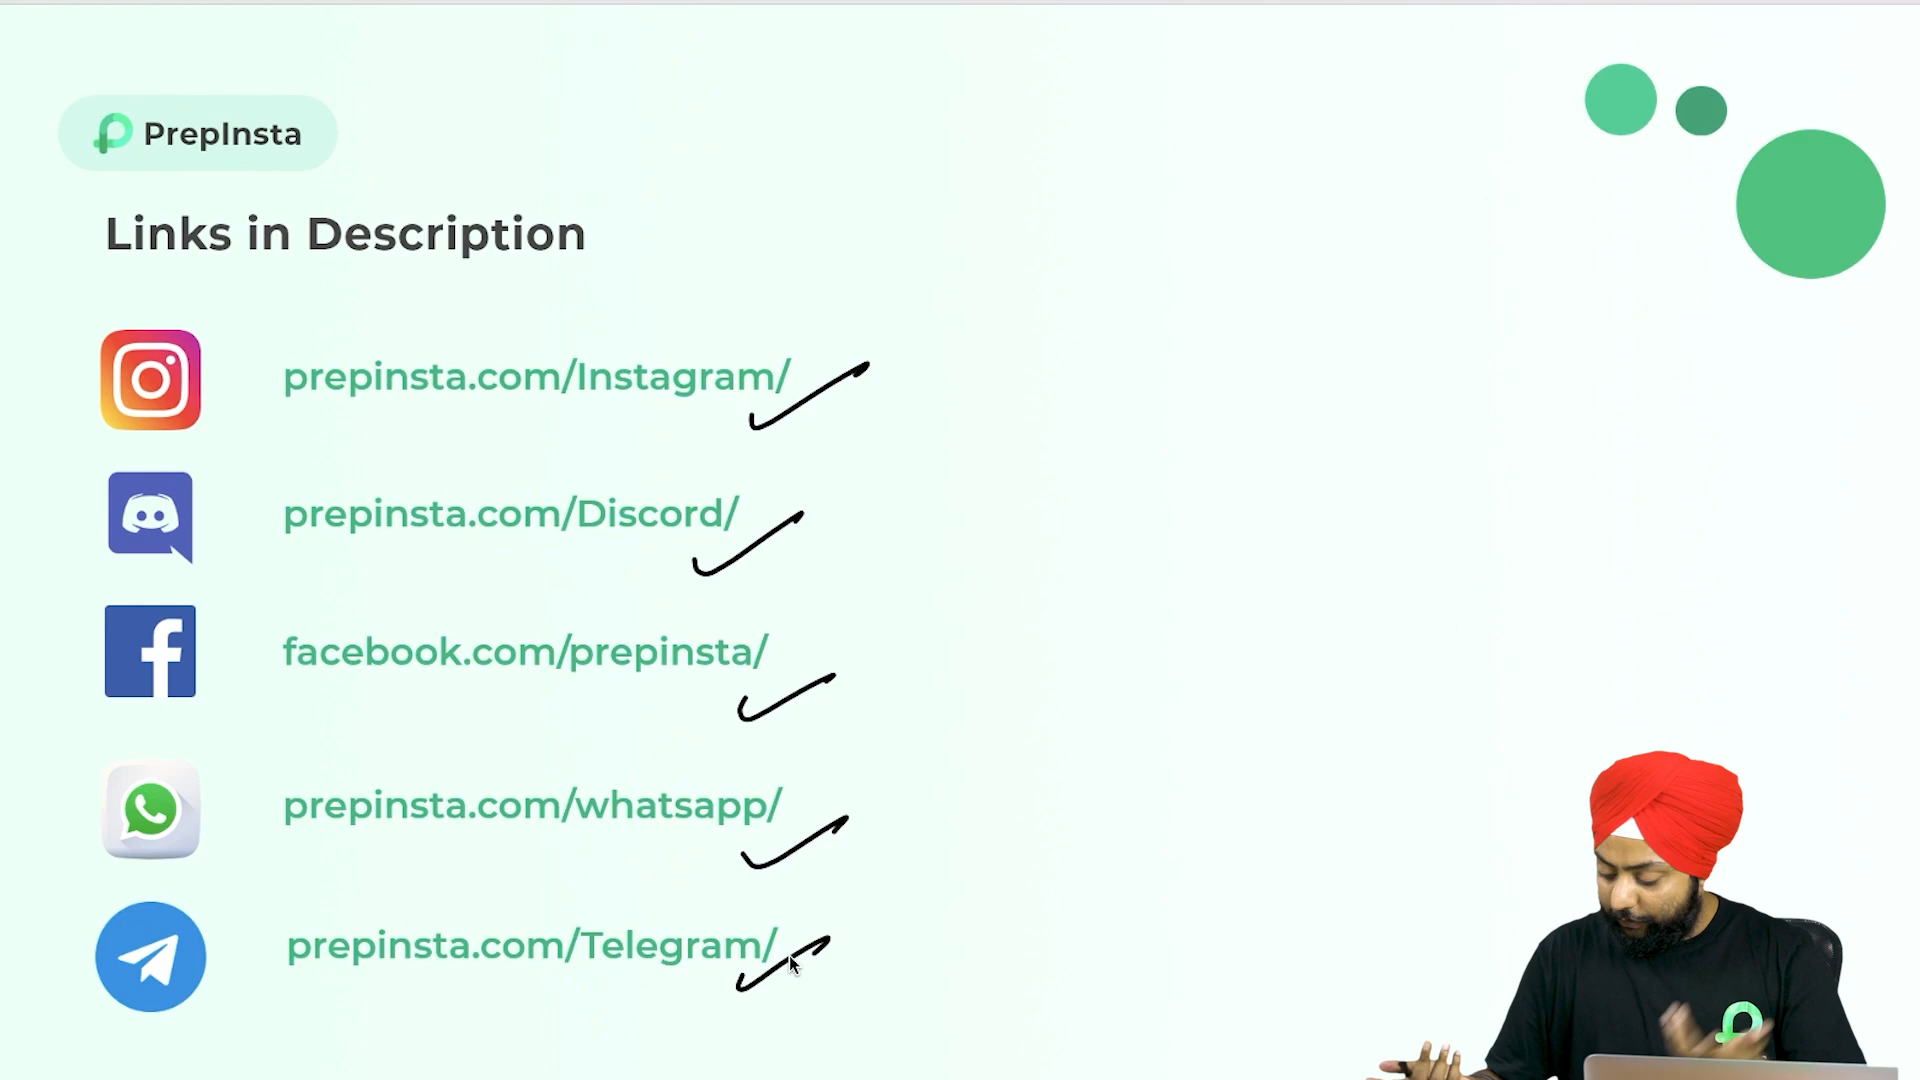 PrepInsta
Links in Description
prepinsta.com/Instagram/
prepinsta.com/Discord/
facebook.com/prepinsta/
prepinsta.com/whatsapp/
prepinsta.com/Telegram/